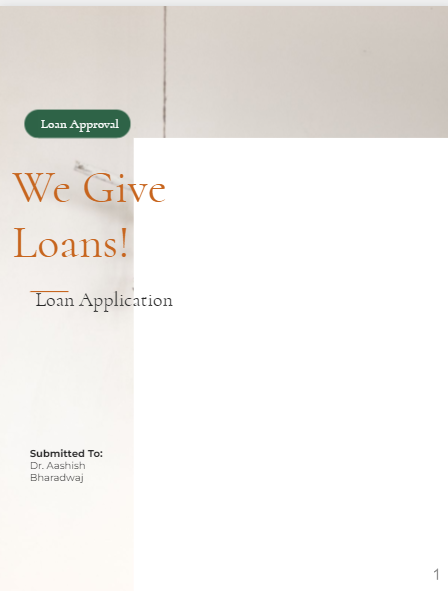 Loan Approval
We Give
Loans!
Loan Application
Submitted To:
Dr. Aashish
Bharadwaj
1